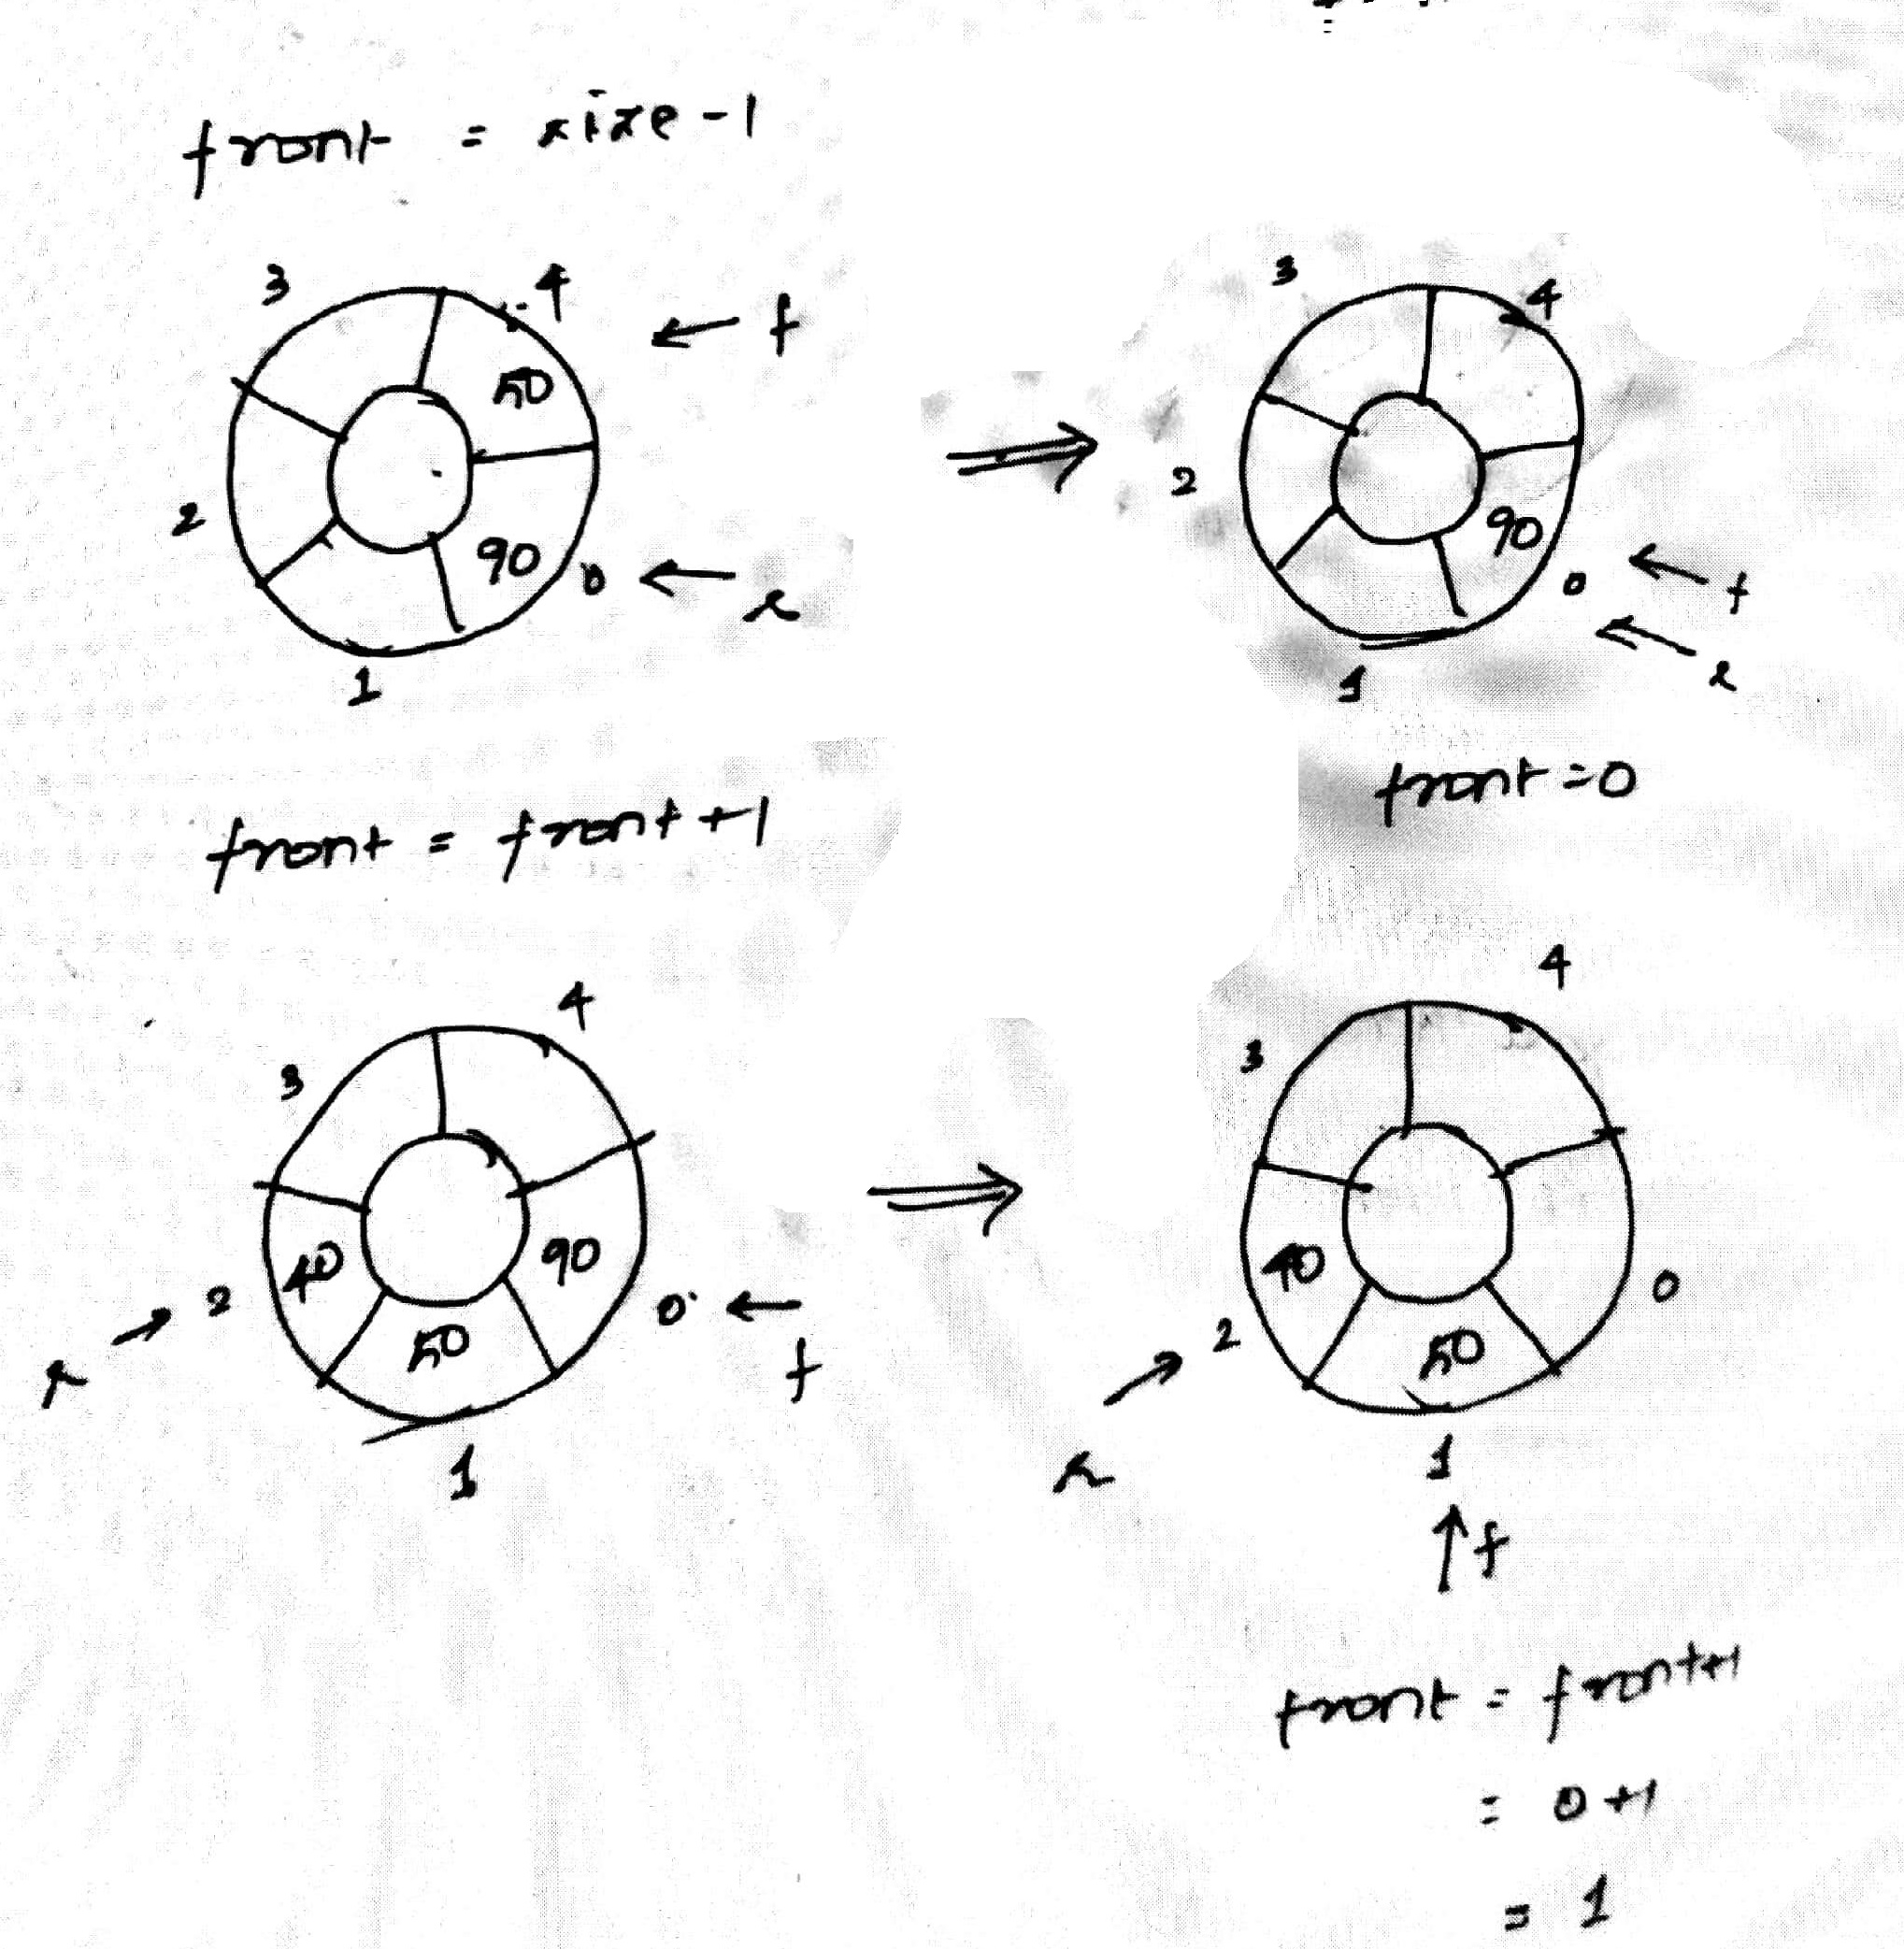 front = size-1
3 4 ← f
50
2
90 0 ← r
1
⇒
3 4
2
90
0 ← f
← r
1
front = 0
front = front+1
4
3
40 90
r → 2 0 ← f
50
1
⇒
4
3
40
0
r → 2
50
1
↑ f
front = front+1
= 0+1
= 1